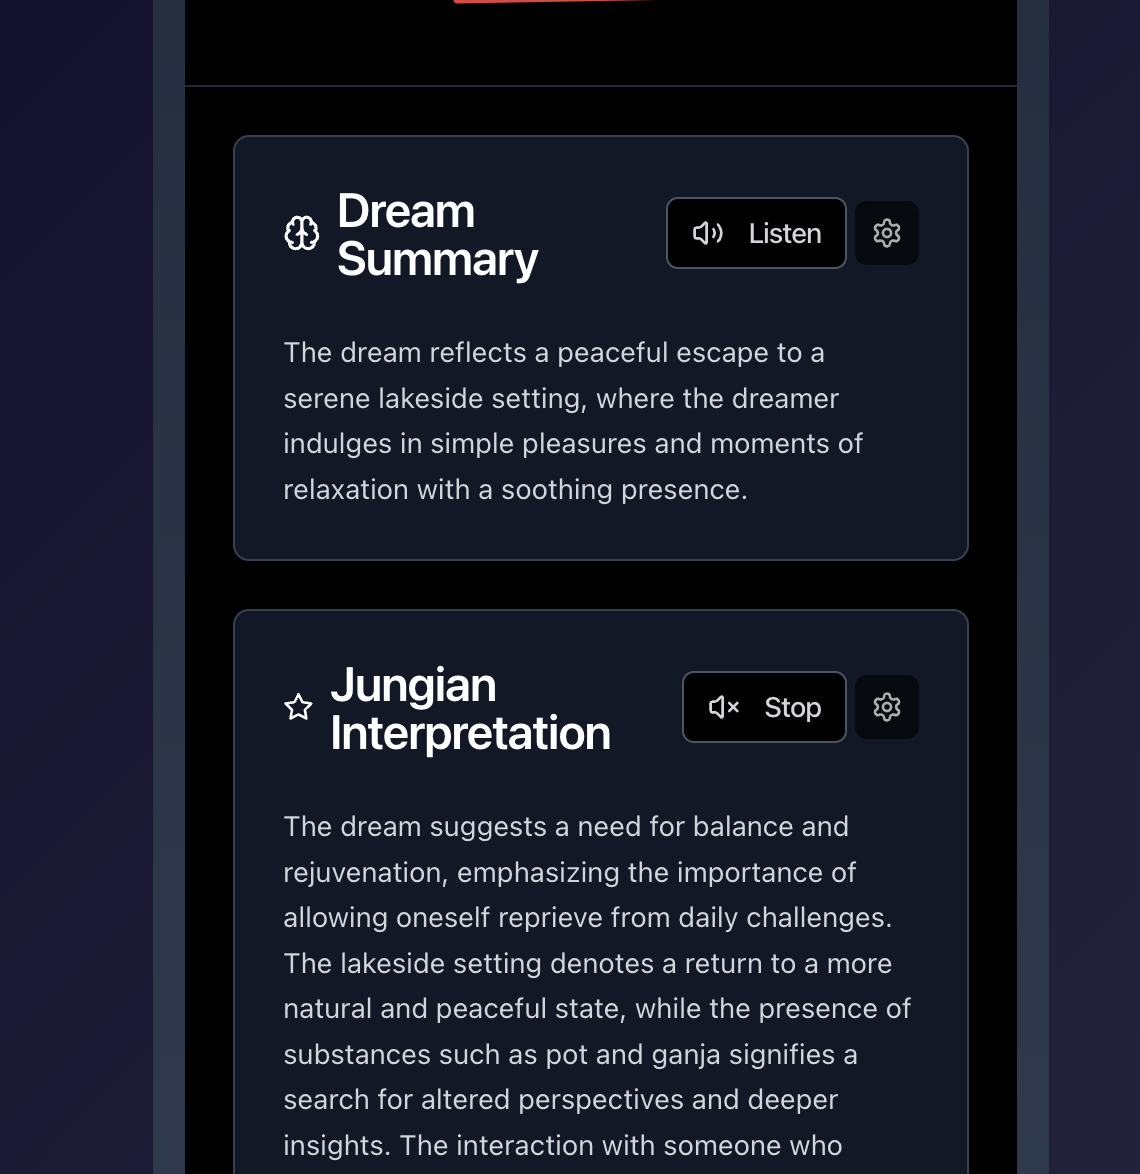 Dream
Summary
Listen
The dream reflects a peaceful escape to a
serene lakeside setting, where the dreamer
indulges in simple pleasures and moments of
relaxation with a soothing presence.
Jungian
Interpretation
Stop
The dream suggests a need for balance and
rejuvenation, emphasizing the importance of
allowing oneself reprieve from daily challenges.
The lakeside setting denotes a return to a more
natural and peaceful state, while the presence of
substances such as pot and ganja signifies a
search for altered perspectives and deeper
insights. The interaction with someone who